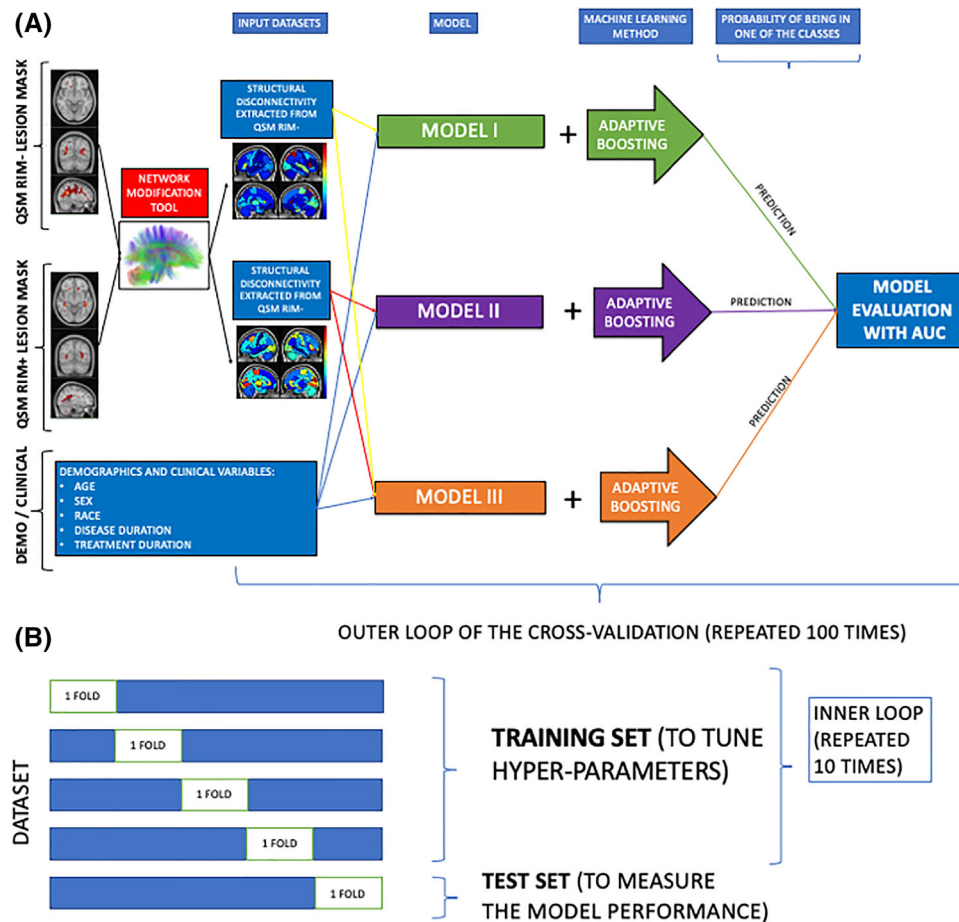 (A)
INPUT DATASETS
MODEL
MACHINE LEARNING
METHOD
PROBABILITY OF BEING IN
ONE OF THE CLASSES
QSM RIM- LESION MASK
STRUCTURAL
DISCONNECTIVITY
EXTRACTED FROM
QSM RIM-
MODEL I
+
ADAPTIVE
BOOSTING
PREDICTION
NETWORK
MODIFICATION
TOOL
QSM RIM+ LESION MASK
STRUCTURAL
DISCONNECTIVITY
EXTRACTED FROM
QSM RIM-
MODEL II
+
ADAPTIVE
BOOSTING
PREDICTION
MODEL
EVALUATION
WITH AUC
DEMO / CLINICAL
DEMOGRAPHICS AND CLINICAL VARIABLES:
• AGE
• SEX
• RACE
• DISEASE DURATION
• TREATMENT DURATION
MODEL III
+
ADAPTIVE
BOOSTING
PREDICTION
OUTER LOOP OF THE CROSS-VALIDATION (REPEATED 100 TIMES)
(B)
DATASET
1 FOLD
1 FOLD
1 FOLD
1 FOLD
1 FOLD
TRAINING SET (TO TUNE
HYPER-PARAMETERS)
INNER LOOP
(REPEATED
10 TIMES)
TEST SET (TO MEASURE
THE MODEL PERFORMANCE)